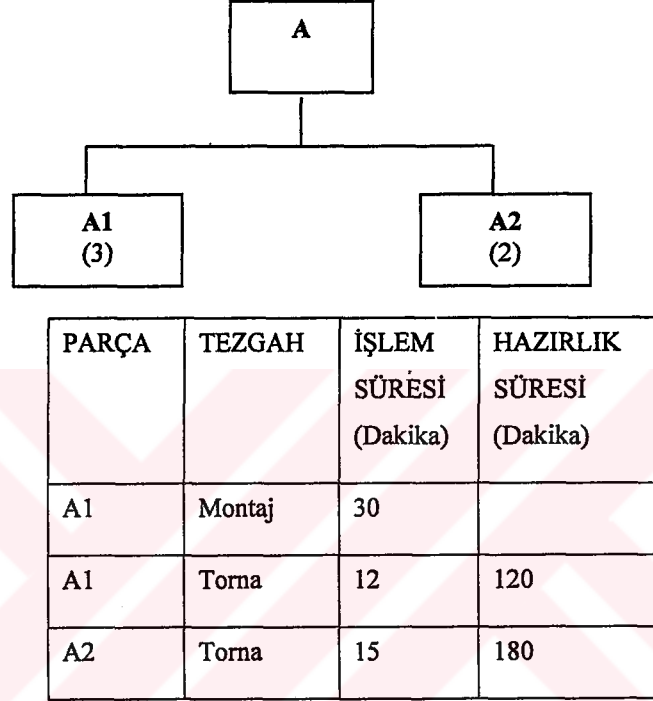 A
A1
(3)
A2
(2)
PARÇA TEZGAH İŞLEM SÜRESİ (Dakika) HAZIRLIK SÜRESİ (Dakika)
A1 Montaj 30
A1 Torna 12 120
A2 Torna 15 180